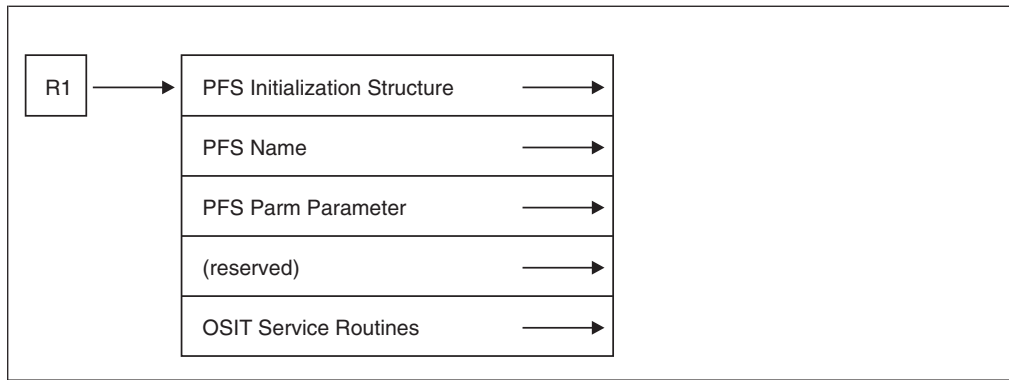 R1
PFS Initialization Structure
PFS Name
PFS Parm Parameter
(reserved)
OSIT Service Routines